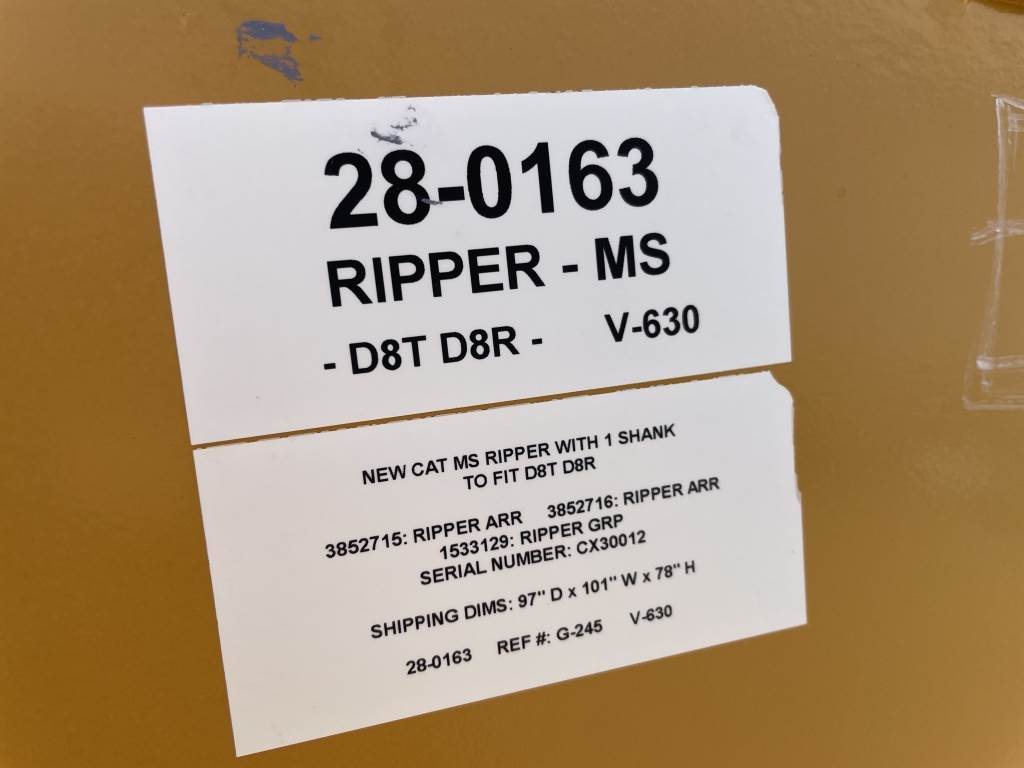 28-0163
RIPPER - MS
- D8T D8R - V-630
NEW CAT MS RIPPER WITH 1 SHANK
TO FIT D8T D8R
3852715: RIPPER ARR 3852716: RIPPER ARR
1533129: RIPPER GRP
SERIAL NUMBER: CX30012
SHIPPING DIMS: 97" D x 101" W x 78" H
28-0163 REF #: G-245 V-630